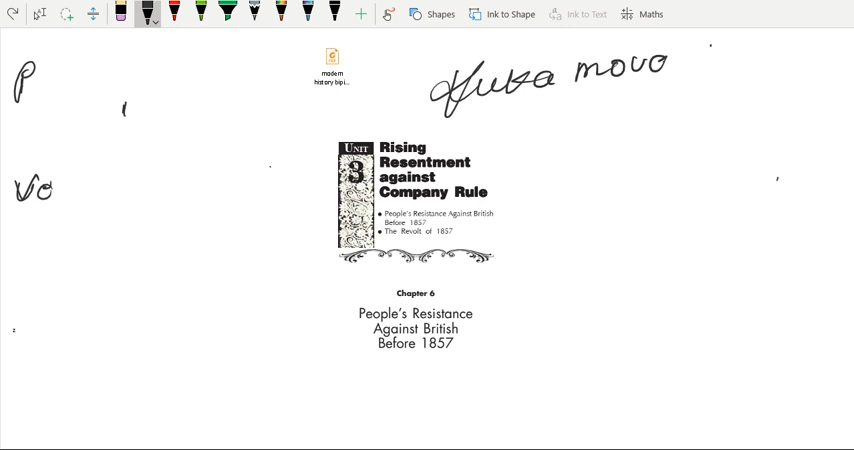 Shapes
Ink to Shape
Ink to Text
Maths
P
modern
history bipi...
Vo
UNIT
3
Rising
Resentment
against
Company Rule
• People's Resistance Against British
Before 1857
• The Revolt of 1857
Chapter 6
People's Resistance
Against British
Before 1857